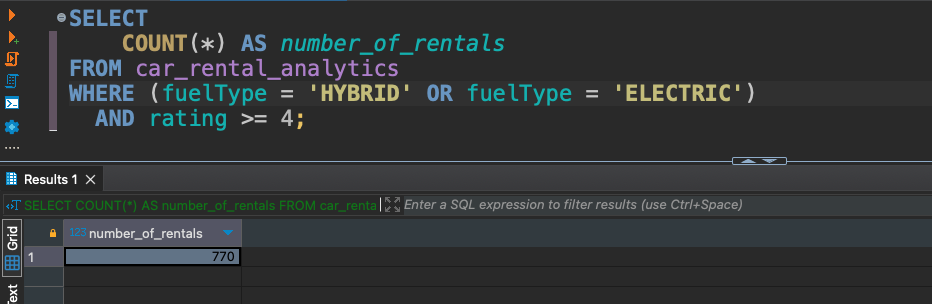 SELECT
COUNT(*) AS number_of_rentals
FROM car_rental_analytics
WHERE (fuelType = 'HYBRID' OR fuelType = 'ELECTRIC')
AND rating >= 4;
Results 1
SELECT COUNT(*) AS number_of_rentals FROM car_renta
Enter a SQL expression to filter results (use Ctrl+Space)
Grid
123 number_of_rentals
1 770
Text